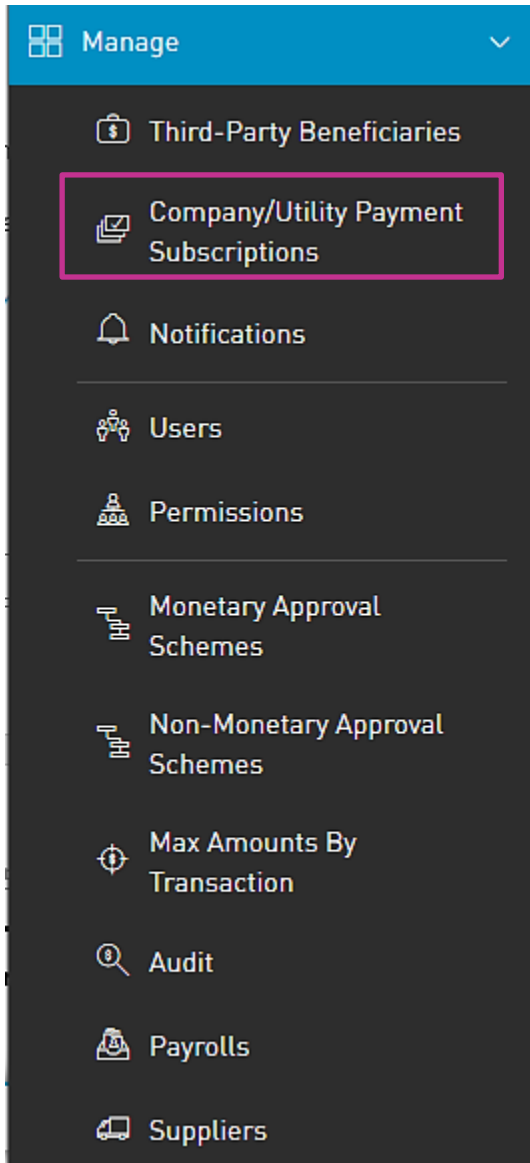 Manage
Third-Party Beneficiaries
Company/Utility Payment
Subscriptions
Notifications
Users
Permissions
Monetary Approval
Schemes
Non-Monetary Approval
Schemes
Max Amounts By
Transaction
Audit
Payrolls
Suppliers